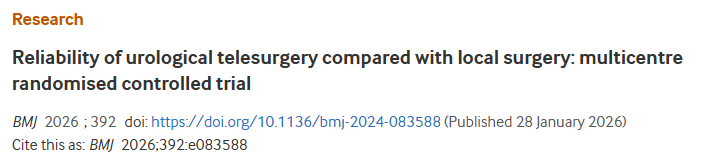 Research
Reliability of urological telesurgery compared with local surgery: multicentre
randomised controlled trial
BMJ 2026 ; 392 doi: https://doi.org/10.1136/bmj-2024-083588 (Published 28 January 2026)
Cite this as: BMJ 2026;392:e083588